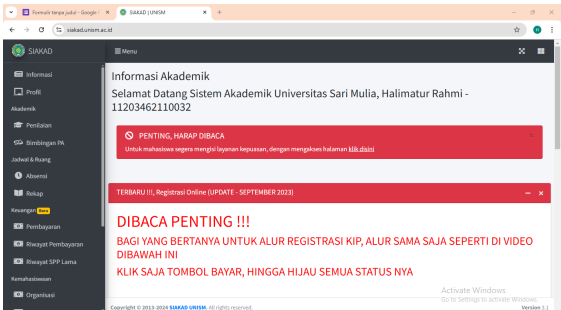 Formulir tanpa judul - Google F
SIAKAD | UNISM
siakad.unism.ac.id
SIAKAD
Menu
Informasi
Profil
Akademik
Penilaian
Bimbingan PA
Jadwal & Ruang
Absensi
Rekap
Keuangan Baru
Pembayaran
Riwayat Pembayaran
Riwayat SPP Lama
Kemahasiswaan
Organisasi
Informasi Akademik
Selamat Datang Sistem Akademik Universitas Sari Mulia, Halimatur Rahmi -
11203462110032
PENTING, HARAP DIBACA
Untuk mahasiswa segera mengisi layanan kepuasan, dengan mengakses halaman klik disini
TERBARU !!!, Registrasi Online (UPDATE - SEPTEMBER 2023)
DIBACA PENTING !!!
BAGI YANG BERTANYA UNTUK ALUR REGISTRASI KIP, ALUR SAMA SAJA SEPERTI DI VIDEO
DIBAWAH INI
KLIK SAJA TOMBOL BAYAR, HINGGA HIJAU SEMUA STATUS NYA
Activate Windows
Go to Settings to activate Windows.
Copyright © 2013-2024 SIAKAD UNISM. All rights reserved.
Version 3.1